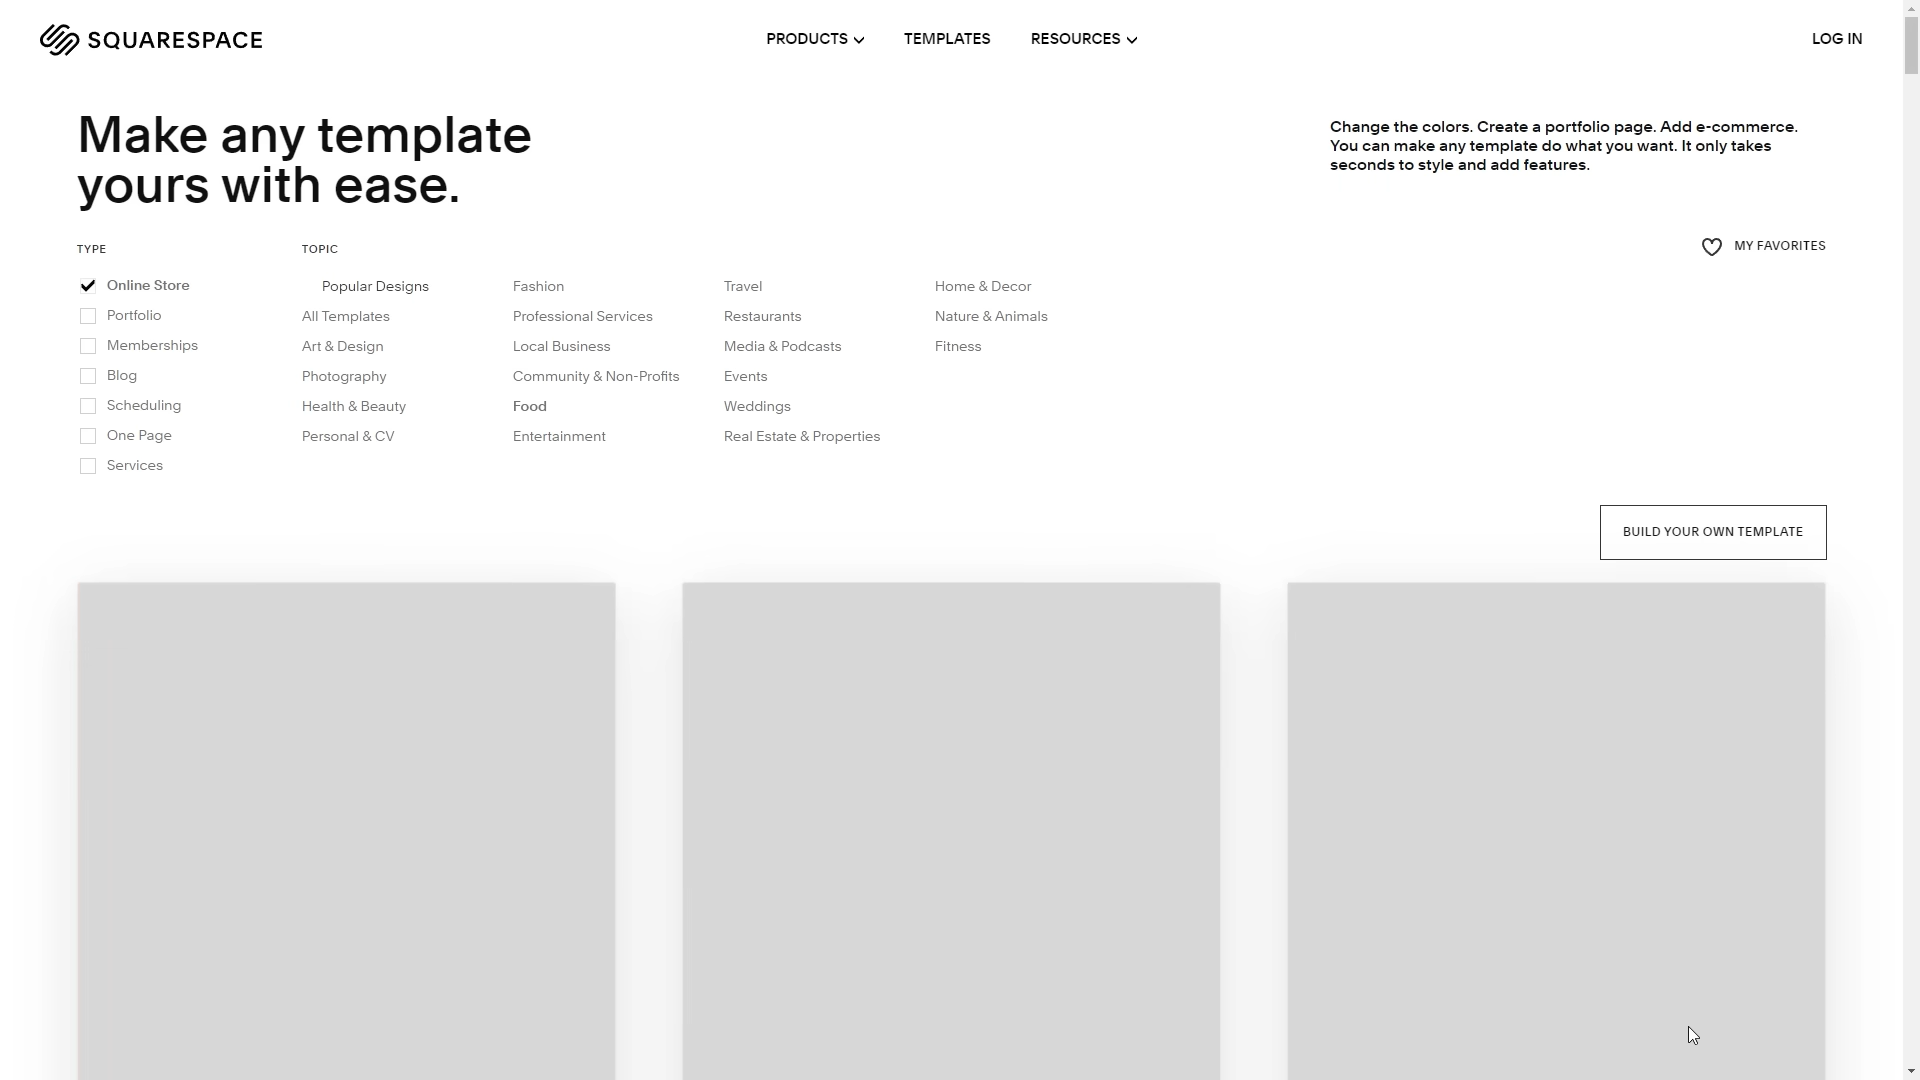 SQUARESPACE
PRODUCTS
TEMPLATES
RESOURCES
LOG IN
Make any template
yours with ease.
Change the colors. Create a portfolio page. Add e-commerce.
You can make any template do what you want. It only takes
seconds to style and add features.
MY FAVORITES
TYPE
Online Store
Portfolio
Memberships
Blog
Scheduling
One Page
Services
TOPIC
Popular Designs
All Templates
Art & Design
Photography
Health & Beauty
Personal & CV
Fashion
Professional Services
Local Business
Community & Non-Profits
Food
Entertainment
Travel
Restaurants
Media & Podcasts
Events
Weddings
Real Estate & Properties
Home & Decor
Nature & Animals
Fitness
BUILD YOUR OWN TEMPLATE